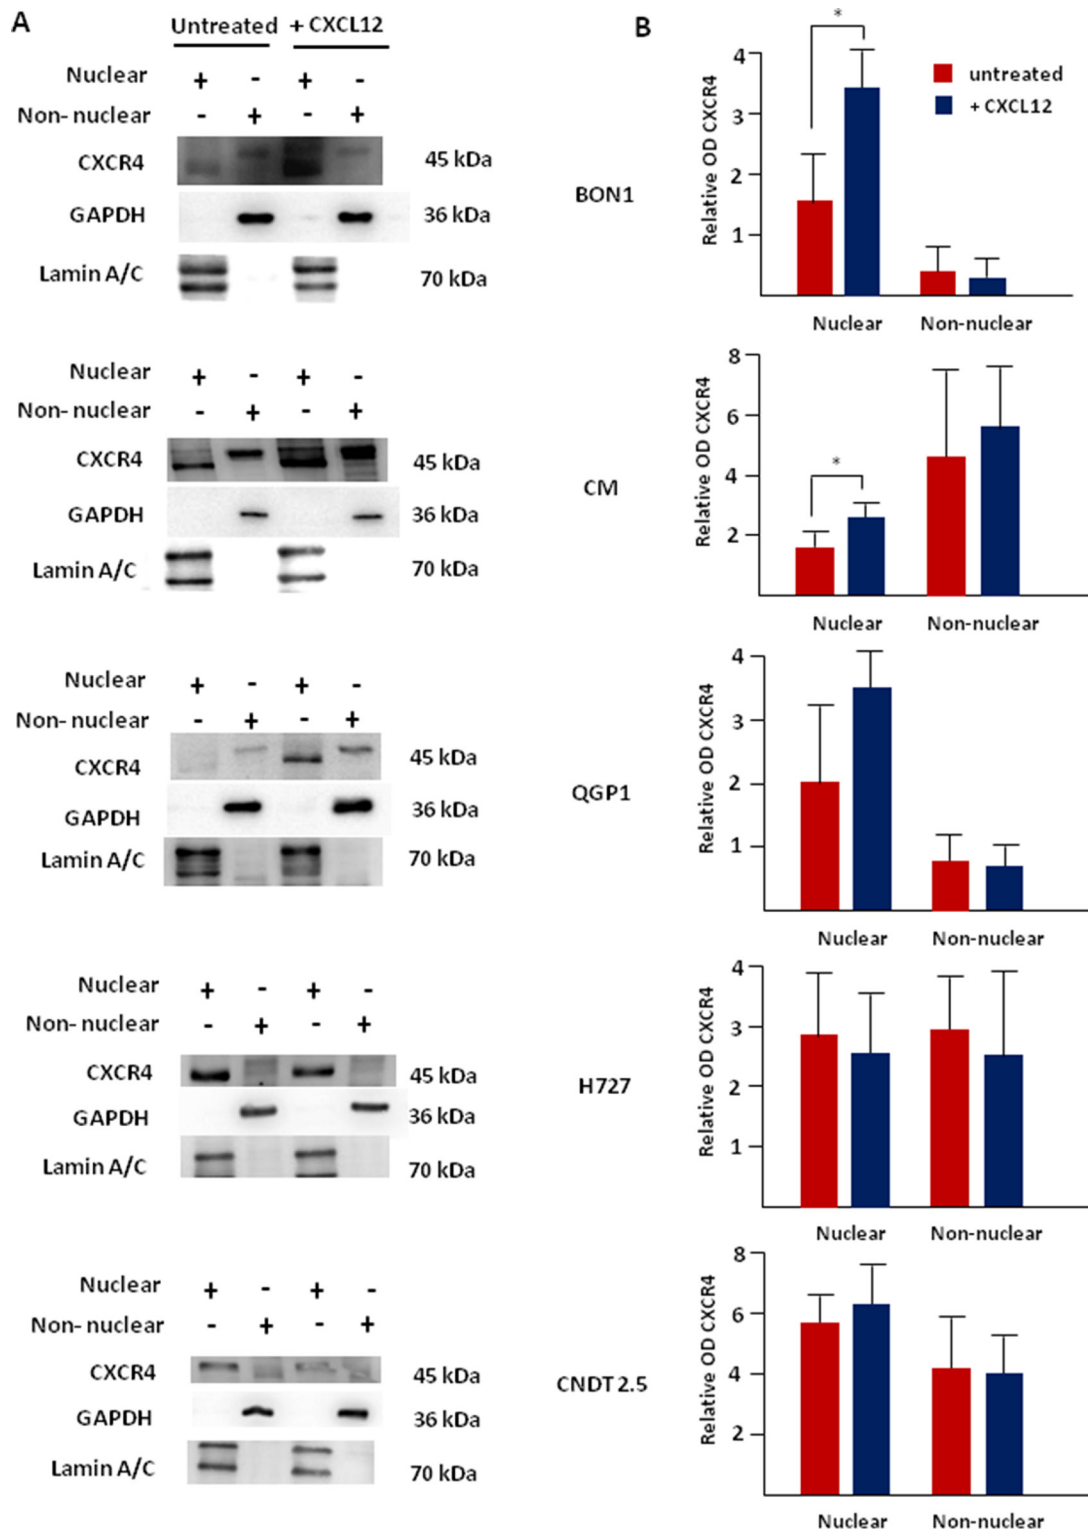 A
Untreated + CXCL12
Nuclear + - + -
Non- nuclear - + - +
CXCR4 45 kDa
GAPDH 36 kDa
Lamin A/C 70 kDa
Nuclear + - + -
Non- nuclear - + - +
CXCR4 45 kDa
GAPDH 36 kDa
Lamin A/C 70 kDa
Nuclear + - + -
Non- nuclear - + - +
CXCR4 45 kDa
GAPDH 36 kDa
Lamin A/C 70 kDa
Nuclear + - + -
Non- nuclear - + - +
CXCR4 45 kDa
GAPDH 36 kDa
Lamin A/C 70 kDa
Nuclear + - + -
Non- nuclear - + - +
CXCR4 45 kDa
GAPDH 36 kDa
Lamin A/C 70 kDa
B
untreated
+ CXCL12
BON1
Relative OD CXCR4
4
3
2
1
*
Nuclear Non-nuclear
CM
Relative OD CXCR4
8
6
4
2
*
Nuclear Non-nuclear
QGP1
Relative OD CXCR4
4
3
2
1
Nuclear Non-nuclear
H727
Relative OD CXCR4
4
3
2
1
Nuclear Non-nuclear
CNDT 2.5
Relative OD CXCR4
8
6
4
2
Nuclear Non-nuclear